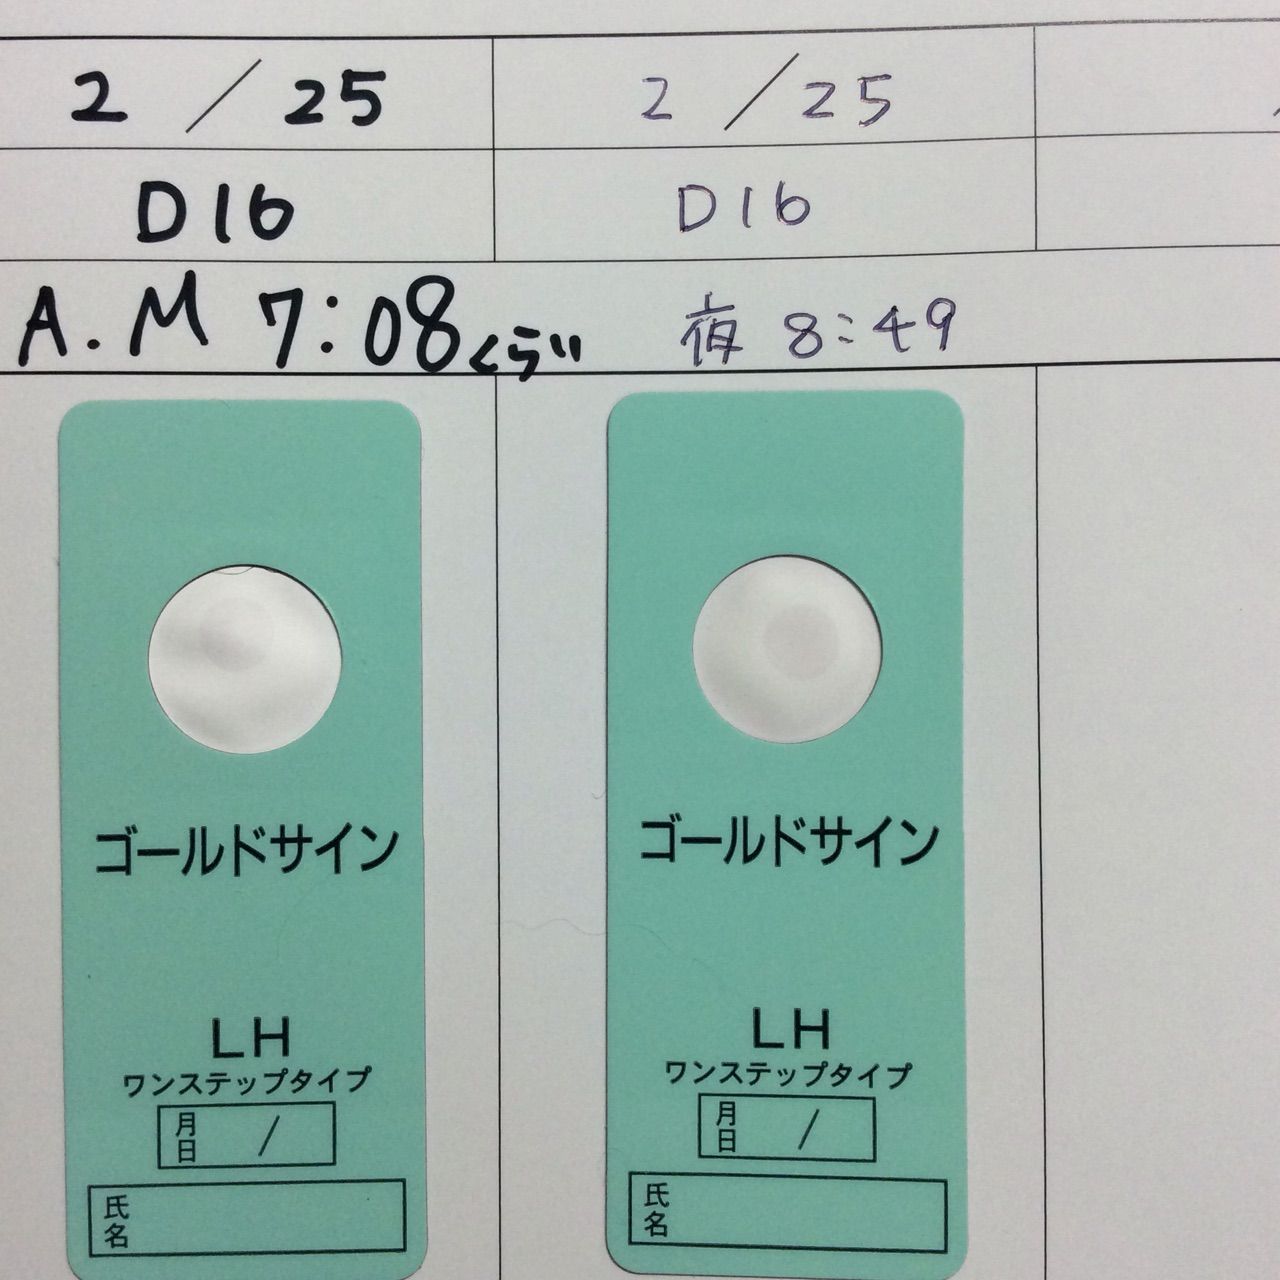 2 / 25
2 / 25
D16
D16
A.M 7:08くらい
夜 8:49
ゴールドサイン
LH
ワンステップタイプ
月日 /
氏名
ゴールドサイン
LH
ワンステップタイプ
月日 /
氏名